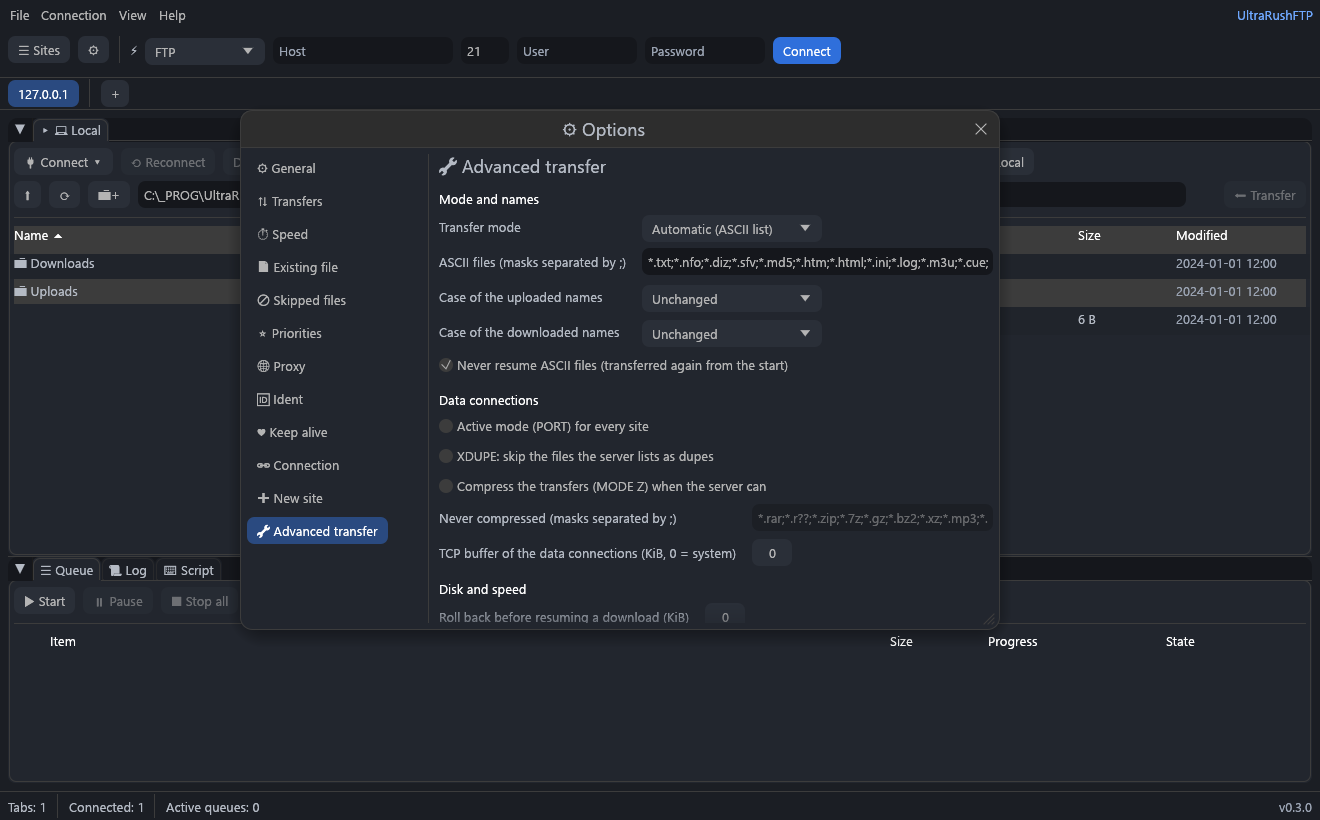 File Connection View Help UltraRushFTP
Sites FTP Host 21 User Password Connect
127.0.0.1 +
Local
Options
Connect Reconnect
General
Advanced transfer
Mode and names
Transfers
C:\_PROG\UltraR
Transfer
Transfer mode Automatic (ASCII list)
Name Size Modified
Speed
Downloads 2024-01-01 12:00
Existing file
ASCII files (masks separated by ;) *.txt;*.nfo;*.diz;*.sfv;*.md5;*.htm;*.html;*.ini;*.log;*.m3u;*.cue;
Uploads 2024-01-01 12:00
Skipped files
Case of the uploaded names Unchanged
6 B 2024-01-01 12:00
Priorities
Case of the downloaded names Unchanged
Proxy
Never resume ASCII files (transferred again from the start)
Ident
Data connections
Keep alive
Active mode (PORT) for every site
Connection
XDUPE: skip the files the server lists as dupes
New site
Compress the transfers (MODE Z) when the server can
Advanced transfer
Never compressed (masks separated by ;) *.rar;*.r??;*.zip;*.7z;*.gz;*.bz2;*.xz;*.mp3;*.
TCP buffer of the data connections (KiB, 0 = system) 0
Disk and speed
Roll back before resuming a download (KiB) 0
Queue Log Script
Start Pause Stop all
Item Size Progress State
Tabs: 1 Connected: 1 Active queues: 0 v0.3.0